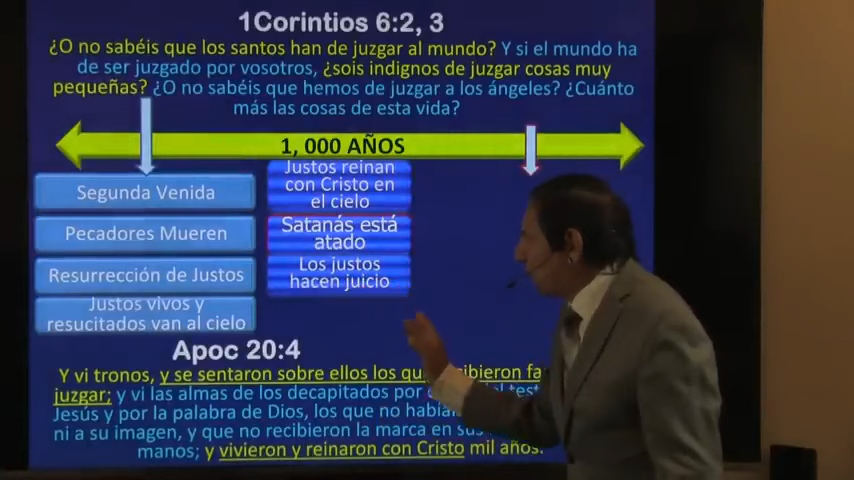 1Corintios 6:2, 3
¿O no sabéis que los santos han de juzgar al mundo? Y si el mundo ha
de ser juzgado por vosotros, ¿sois indignos de juzgar cosas muy
pequeñas? ¿O no sabéis que hemos de juzgar a los ángeles? ¿Cuánto
más las cosas de esta vida?
1, 000 AÑOS
Segunda Venida
Pecadores Mueren
Resurrección de Justos
Justos vivos y
resucitados van al cielo
Justos reinan
con Cristo en
el cielo
Satanás está
atado
Los justos
hacen juicio
Apoc 20:4
Y vi tronos, y se sentaron sobre ellos los
juzgar; y vi las almas de los decapitados por
Jesús y por la palabra de Dios, los que no
ni a su imagen, y que no recibieron la marca en
manos; y vivieron y reinaron con Cristo mil años.